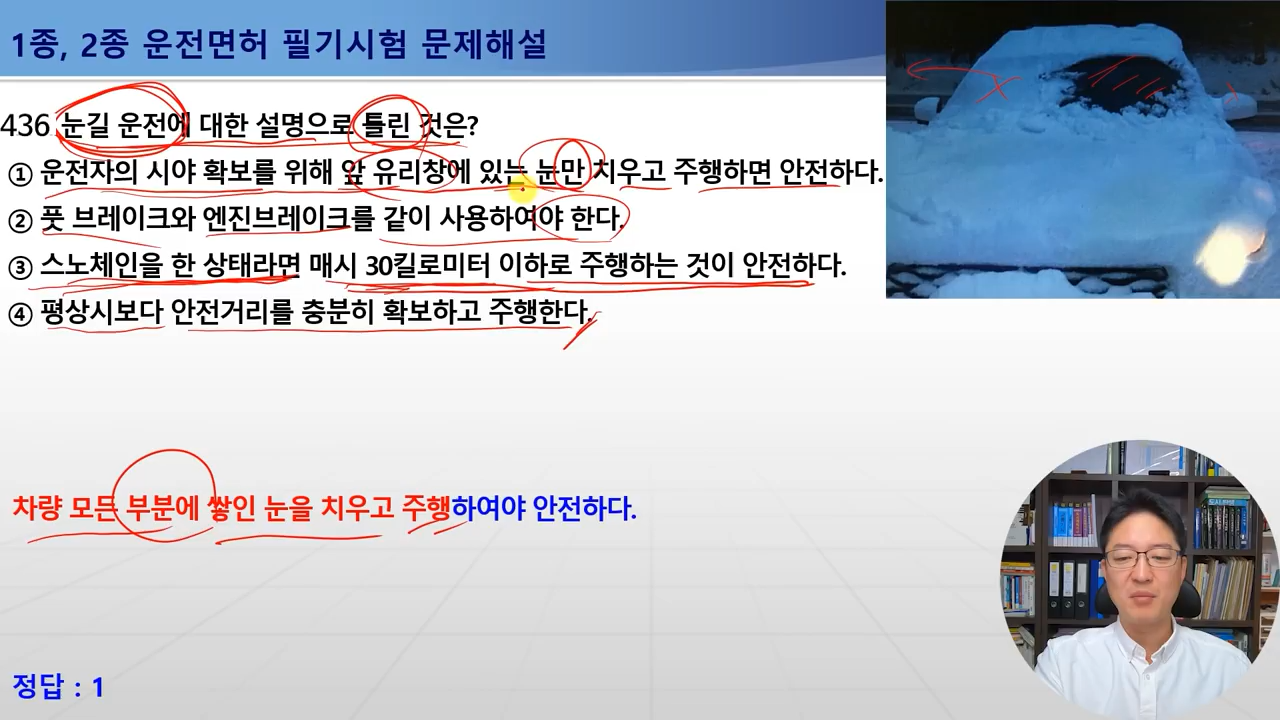 1종, 2종 운전면허 필기시험 문제해설
436 눈길 운전에 대한 설명으로 틀린 것은?
① 운전자의 시야 확보를 위해 앞 유리창에 있는 눈만 치우고 주행하면 안전하다.
② 풋 브레이크와 엔진브레이크를 같이 사용하여야 한다.
③ 스노체인을 한 상태라면 매시 30킬로미터 이하로 주행하는 것이 안전하다.
④ 평상시보다 안전거리를 충분히 확보하고 주행한다.
차량 모든 부분에 쌓인 눈을 치우고 주행하여야 안전하다.
정답 : 1